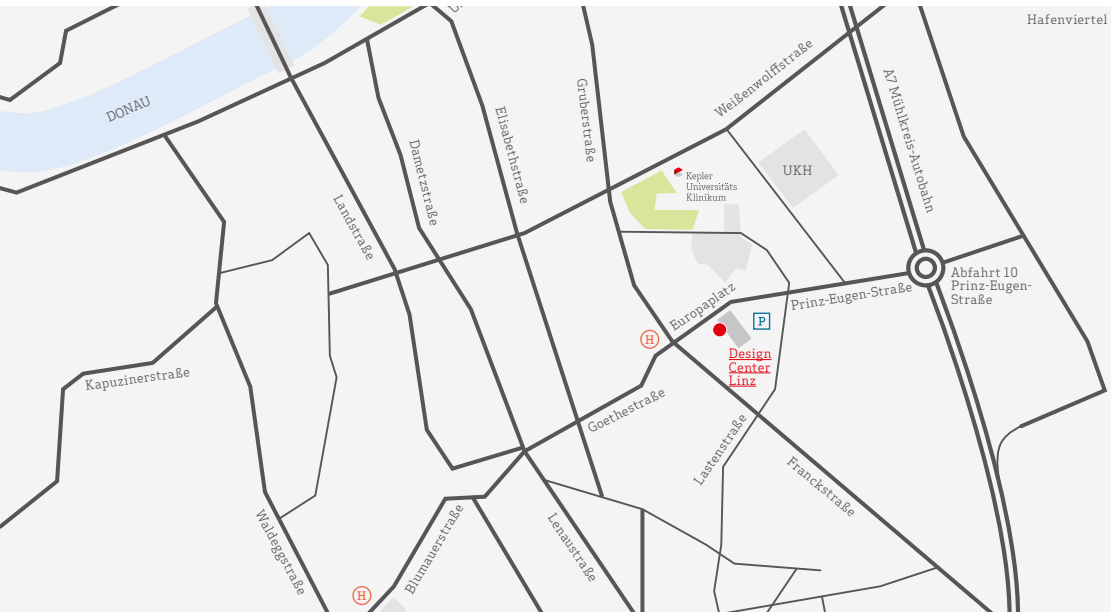 Hafenviertel
DONAU
Weißenwolffstraße
A7 Mühlkreis-Autobahn
Gruberstraße
Elisabethstraße
Dametzstraße
Landstraße
UKH
Kepler
Universitäts
Klinikum
Abfahrt 10
Prinz-Eugen-
Straße
Prinz-Eugen-Straße
Europaplatz
P
H
Design
Center
Linz
Kapuzinerstraße
Goethestraße
Lastenstraße
Franckstraße
Waldeggstraße
Blumauerstraße
Lenaustraße
H